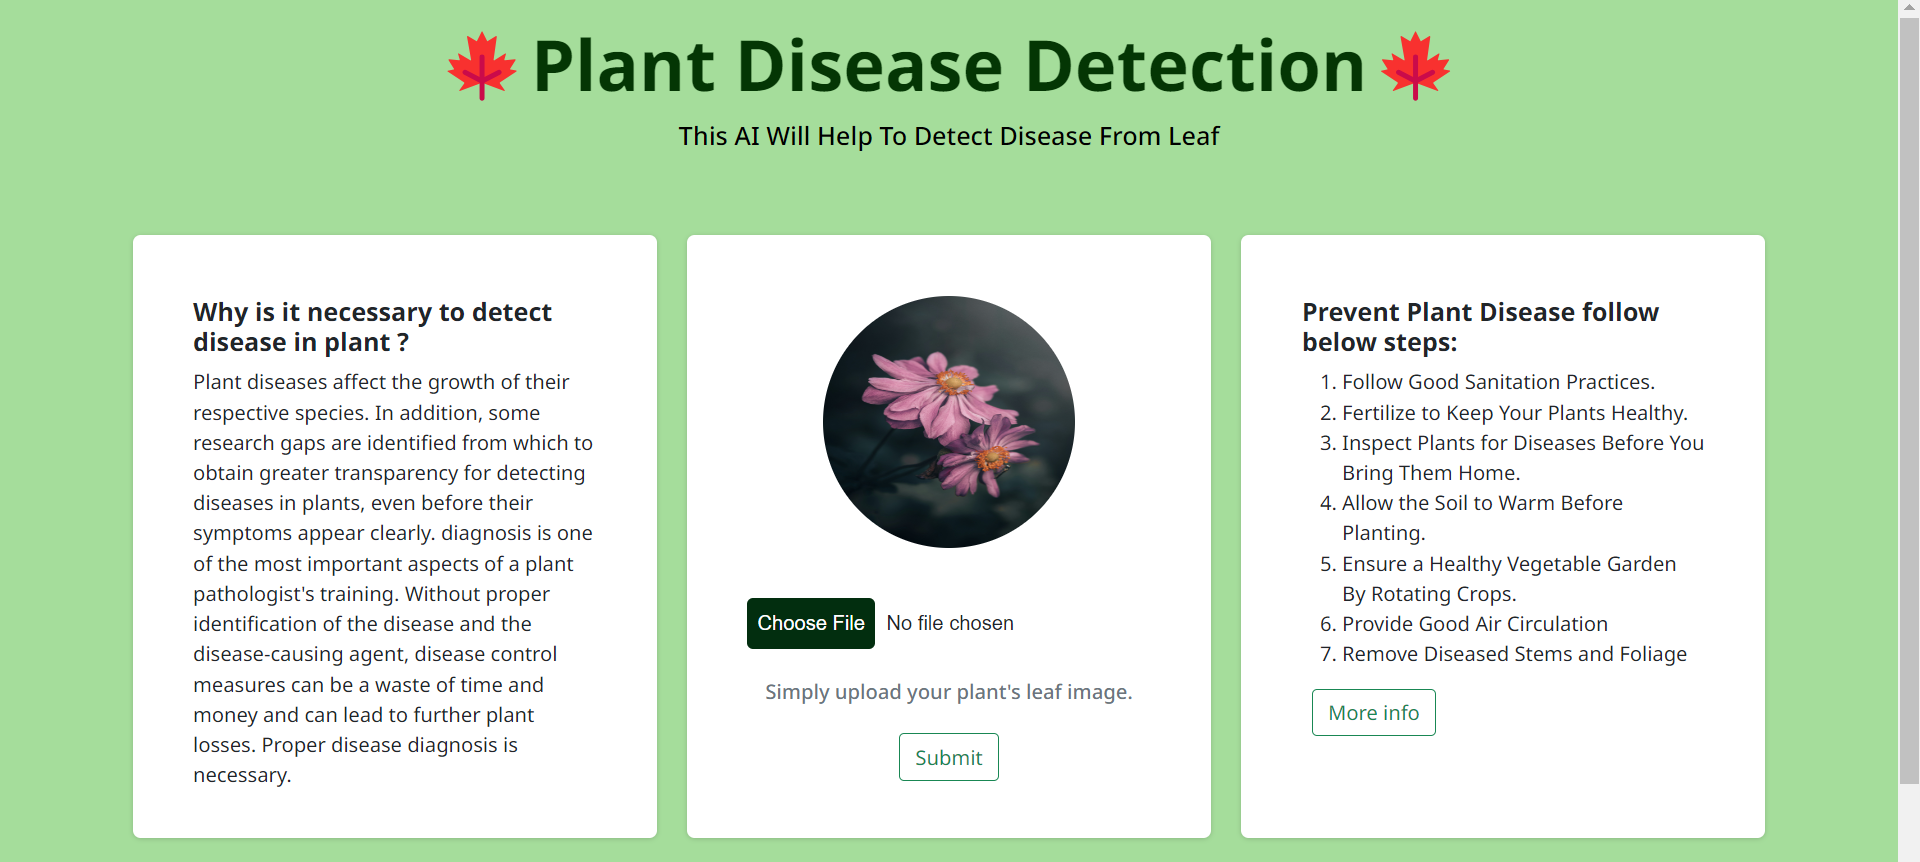 Plant Disease Detection
This AI Will Help To Detect Disease From Leaf
Why is it necessary to detect
disease in plant ?
Plant diseases affect the growth of their
respective species. In addition, some
research gaps are identified from which to
obtain greater transparency for detecting
diseases in plants, even before their
symptoms appear clearly. diagnosis is one
of the most important aspects of a plant
pathologist's training. Without proper
identification of the disease and the
disease-causing agent, disease control
measures can be a waste of time and
money and can lead to further plant
losses. Proper disease diagnosis is
necessary.
Choose File No file chosen
Simply upload your plant's leaf image.
Submit
Prevent Plant Disease follow
below steps:
1. Follow Good Sanitation Practices.
2. Fertilize to Keep Your Plants Healthy.
3. Inspect Plants for Diseases Before You
Bring Them Home.
4. Allow the Soil to Warm Before
Planting.
5. Ensure a Healthy Vegetable Garden
By Rotating Crops.
6. Provide Good Air Circulation
7. Remove Diseased Stems and Foliage
More info